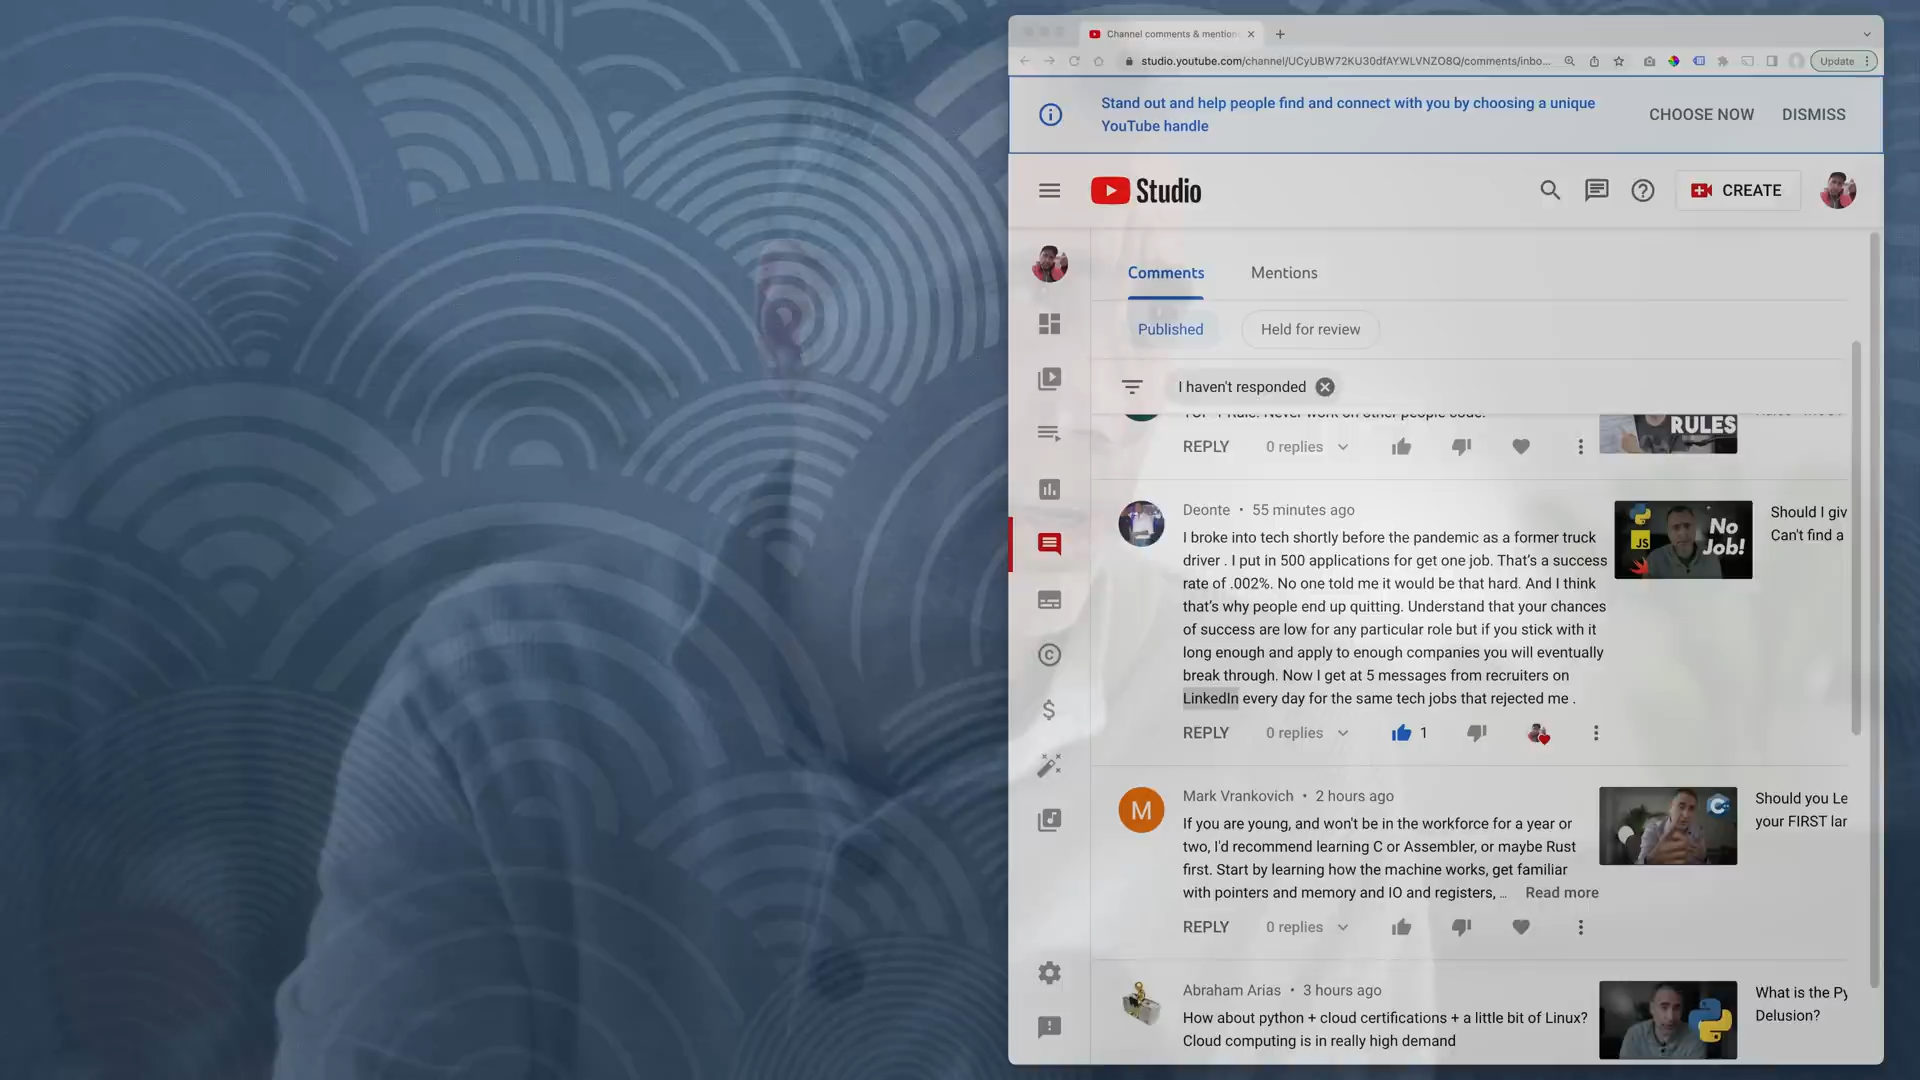 Channel comments & mention
studio.youtube.com/channel/UCyUBW72KU30dfAYWLVNZO8Q/comments/inbo...
Update
Stand out and help people find and connect with you by choosing a unique
YouTube handle
CHOOSE NOW
DISMISS
Studio
CREATE
Comments
Mentions
Published
Held for review
I haven't responded
TOP 1 Rule: Never work on other people code.
RULES
REPLY
0 replies
Deonte • 55 minutes ago
I broke into tech shortly before the pandemic as a former truck
driver . I put in 500 applications for get one job. That's a success
rate of .002%. No one told me it would be that hard. And I think
that's why people end up quitting. Understand that your chances
of success are low for any particular role but if you stick with it
long enough and apply to enough companies you will eventually
break through. Now I get at 5 messages from recruiters on
LinkedIn every day for the same tech jobs that rejected me .
JS
No
Job!
Should I giv
Can't find a
REPLY
0 replies
1
M
Mark Vrankovich • 2 hours ago
If you are young, and won't be in the workforce for a year or
two, I'd recommend learning C or Assembler, or maybe Rust
first. Start by learning how the machine works, get familiar
with pointers and memory and IO and registers, ...
Read more
Should you Le
your FIRST lar
REPLY
0 replies
Abraham Arias • 3 hours ago
How about python + cloud certifications + a little bit of Linux?
Cloud computing is in really high demand
What is the Py
Delusion?